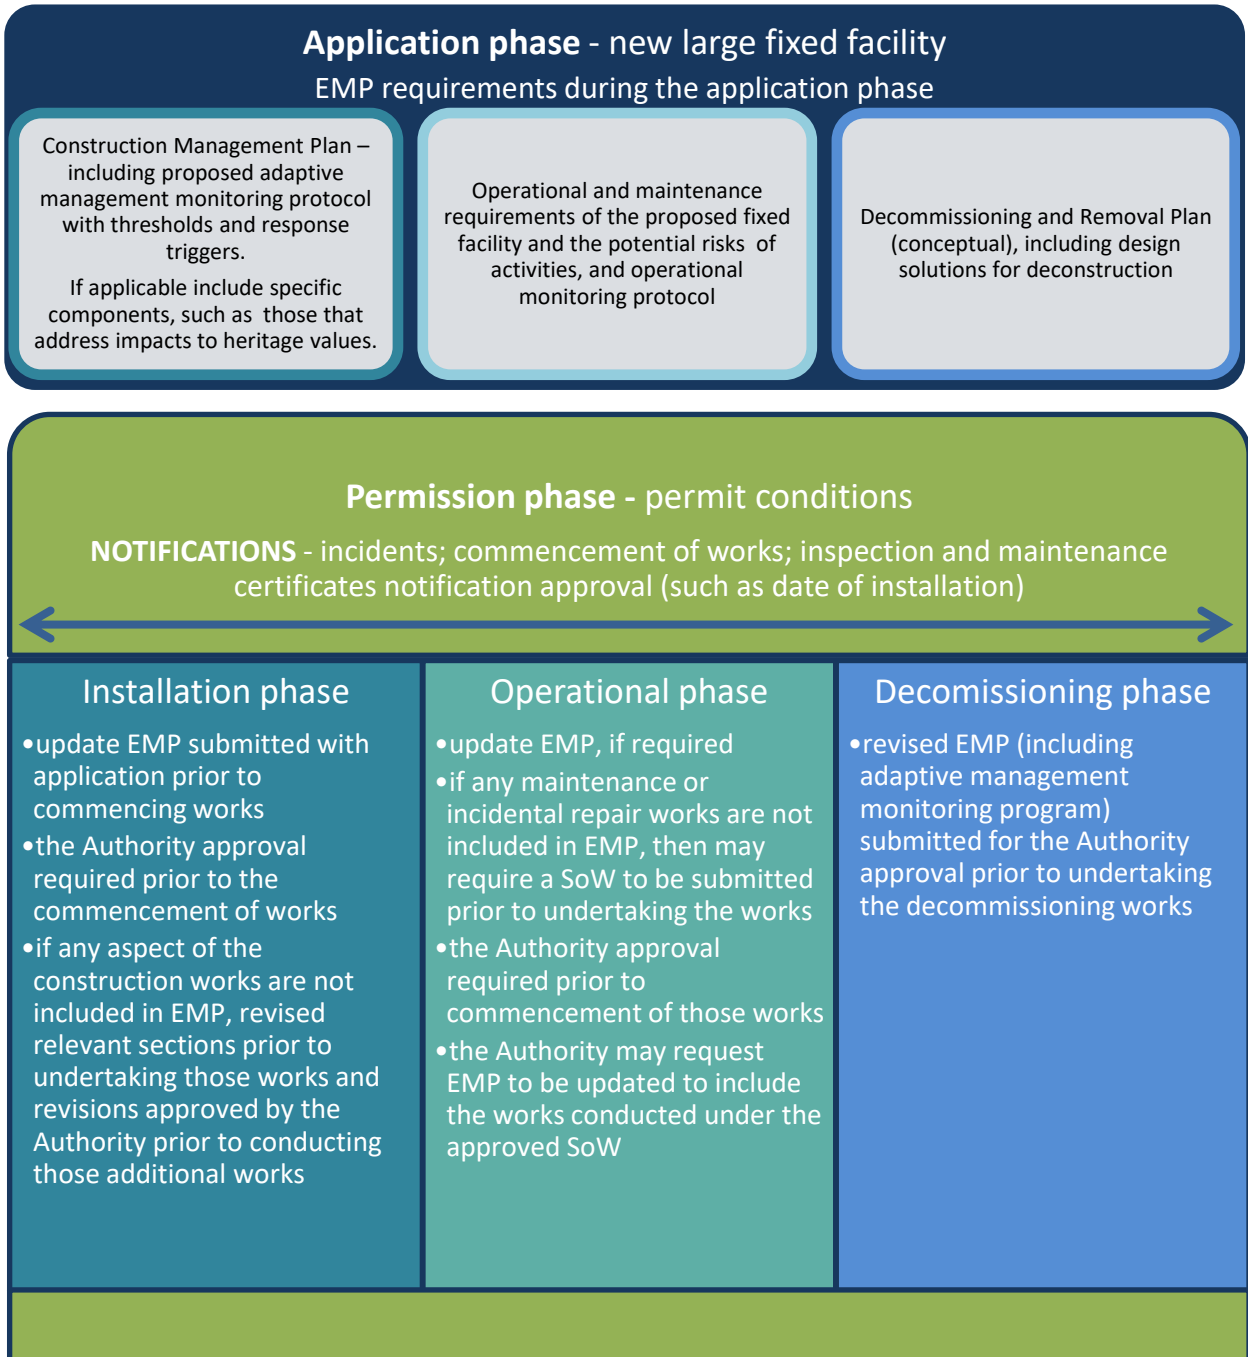 Application phase - new large fixed facility
EMP requirements during the application phase
Construction Management Plan –
including proposed adaptive
management monitoring protocol
with thresholds and response
triggers.
If applicable include specific
components, such as those that
address impacts to heritage values.
Operational and maintenance
requirements of the proposed fixed
facility and the potential risks of
activities, and operational
monitoring protocol
Decommissioning and Removal Plan
(conceptual), including design
solutions for deconstruction
Permission phase - permit conditions
NOTIFICATIONS - incidents; commencement of works; inspection and maintenance
certificates notification approval (such as date of installation)
Installation phase
•update EMP submitted with
application prior to
commencing works
•the Authority approval
required prior to the
commencement of works
•if any aspect of the
construction works are not
included in EMP, revised
relevant sections prior to
undertaking those works and
revisions approved by the
Authority prior to conducting
those additional works
Operational phase
•update EMP, if required
•if any maintenance or
incidental repair works are not
included in EMP, then may
require a SoW to be submitted
prior to undertaking the works
•the Authority approval
required prior to
commencement of those works
•the Authority may request
EMP to be updated to include
the works conducted under the
approved SoW
Decomissioning phase
•revised EMP (including
adaptive management
monitoring program)
submitted for the Authority
approval prior to undertaking
the decommissioning works